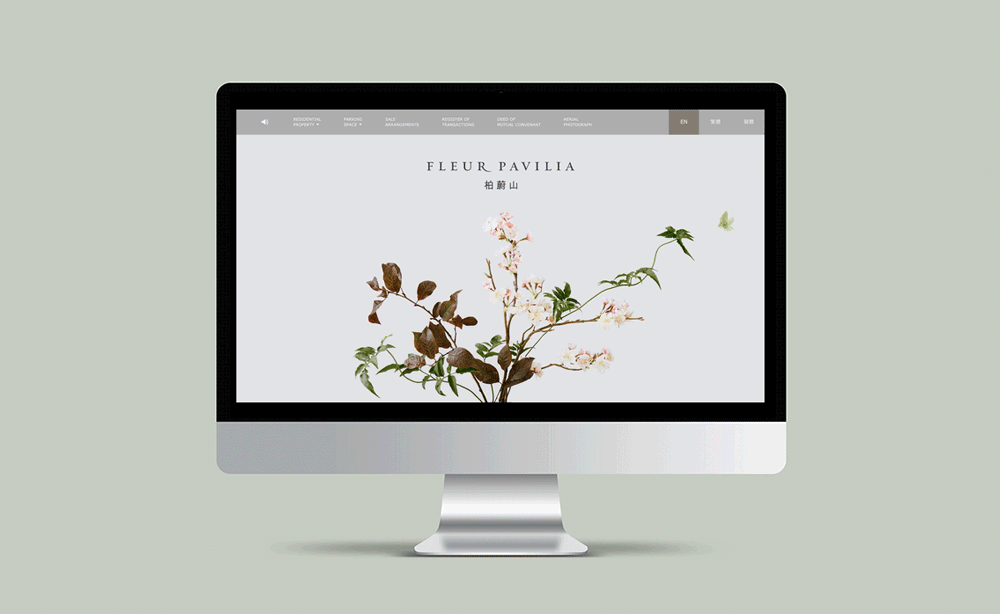 RESIDENTIAL
PROPERTY
PARKING
SPACE
SALE
ARRANGEMENTS
REGISTER OF
TRANSACTIONS
DEED OF
MUTUAL COVENANT
AERIAL
PHOTOGRAPH
EN
繁體
简体
FLEUR PAVILIA
柏蔚山